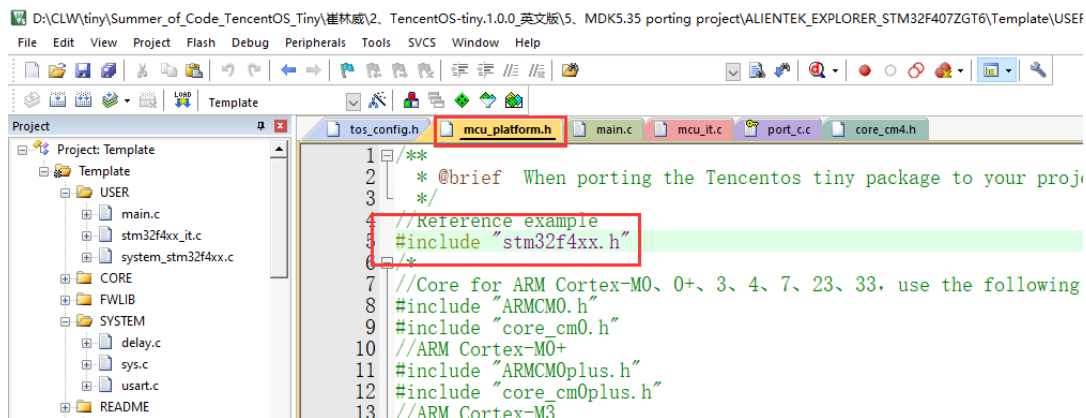 D:\CLW\tiny\Summer_of_Code_TencentOS_Tiny\崔林威\2、TencentOS-tiny.1.0.0_英文版\5、MDK5.35 porting project\ALIENTEK_EXPLORER_STM32F407ZGT6\Template\USER
File Edit View Project Flash Debug Peripherals Tools SVCS Window Help
LOAD Template
Project
tos_config.h mcu_platform.h main.c mcu_it.c port_c.c core_cm4.h
Project: Template
Template
USER
main.c
stm32f4xx_it.c
system_stm32f4xx.c
CORE
FWLIB
SYSTEM
delay.c
sys.c
usart.c
README
1 /**
2 * @brief When porting the Tencentos tiny package to your proje
3 */
4 //Reference example
5 #include "stm32f4xx.h"
6 /*
7 //Core for ARM Cortex-M0、0+、3、4、7、23、33，use the following
8 #include "ARMCM0.h"
9 #include "core_cm0.h"
10 //ARM Cortex-M0+
11 #include "ARMCM0plus.h"
12 #include "core_cm0plus.h"
13 //ARM Cortex-M3